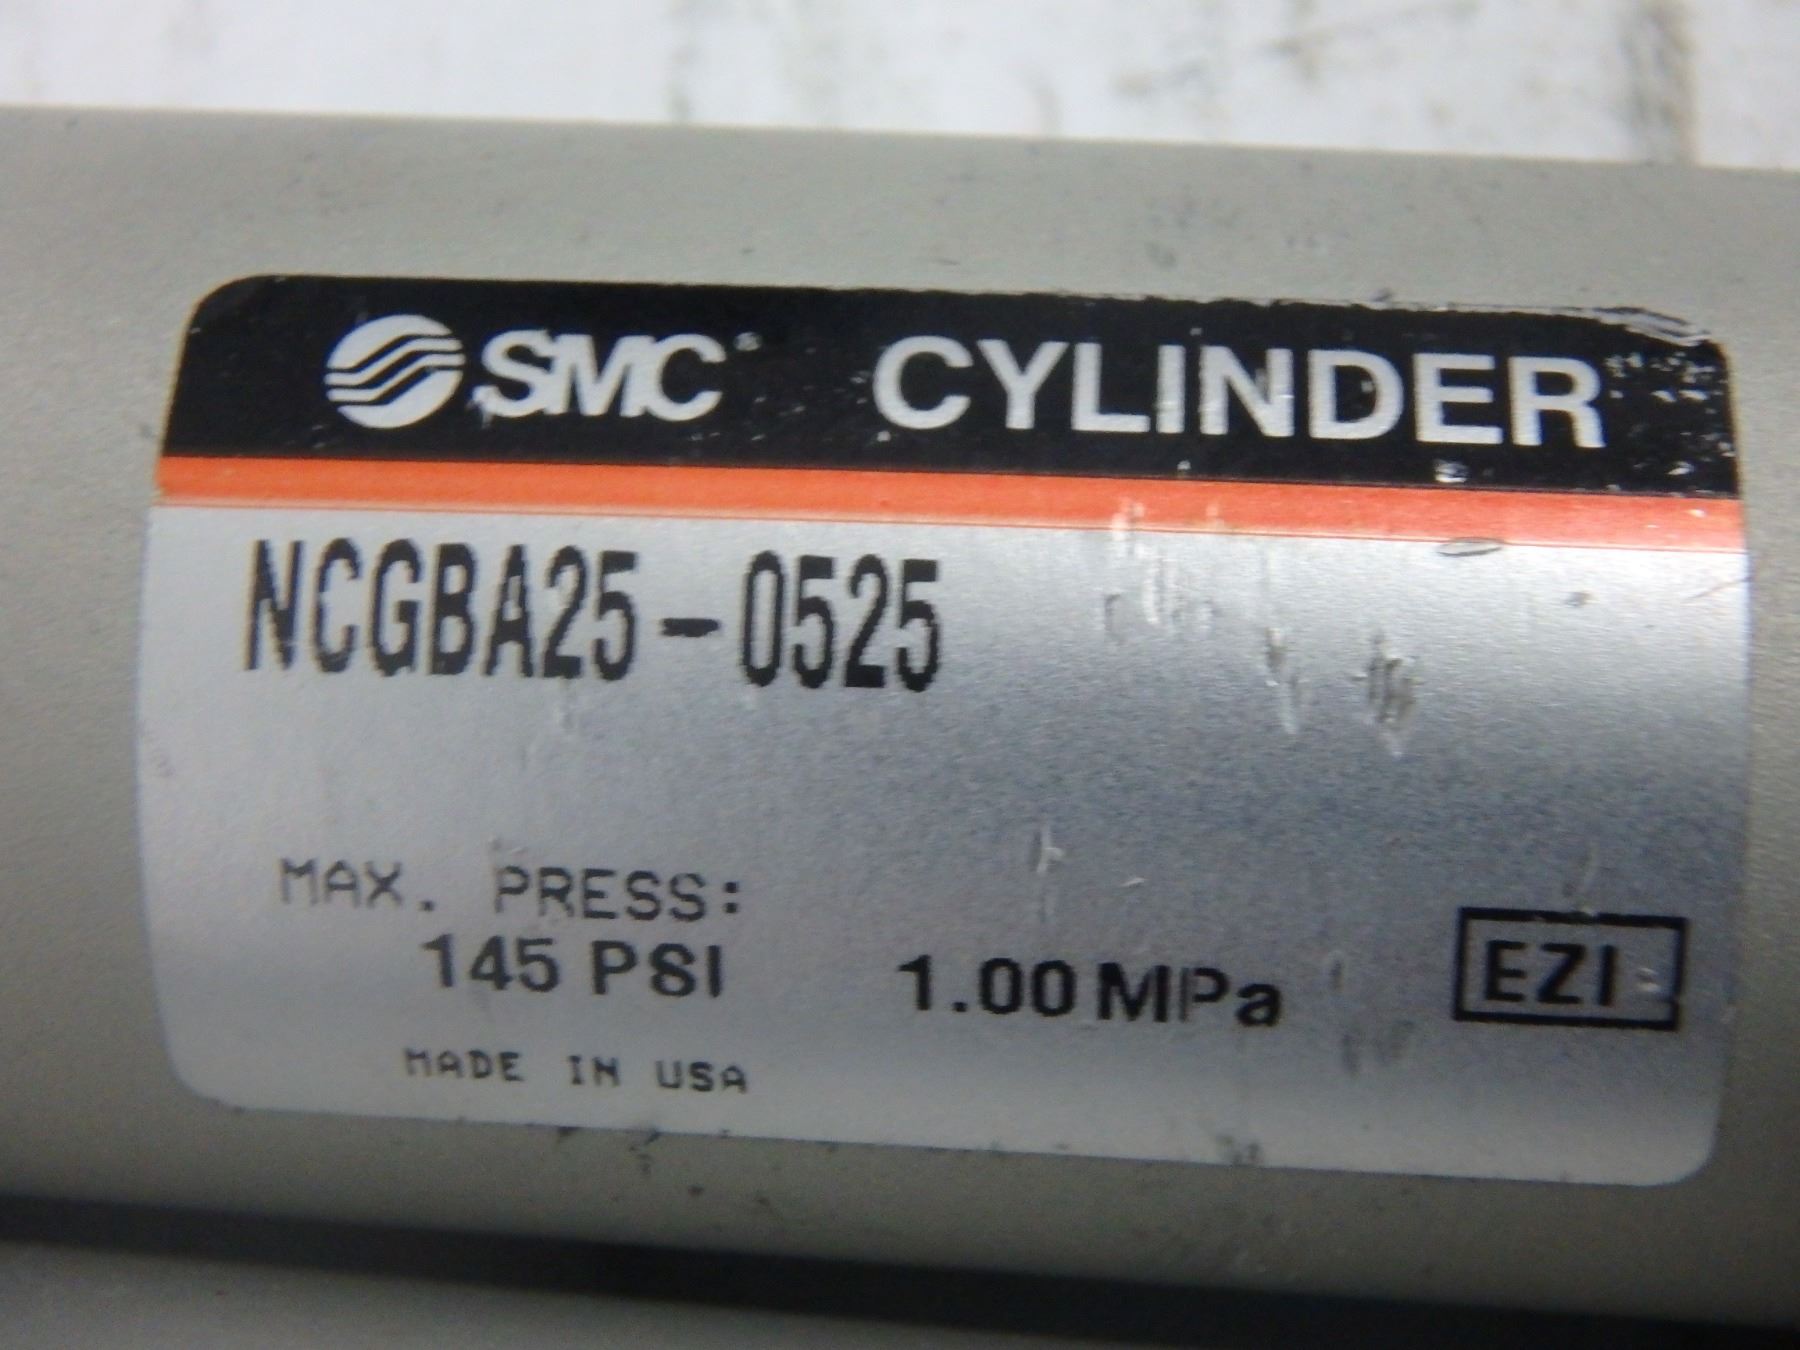 SMC® CYLINDER
NCGBA25-0525
MAX. PRESS:
145 PSI 1.00 MPa EZI
MADE IN USA